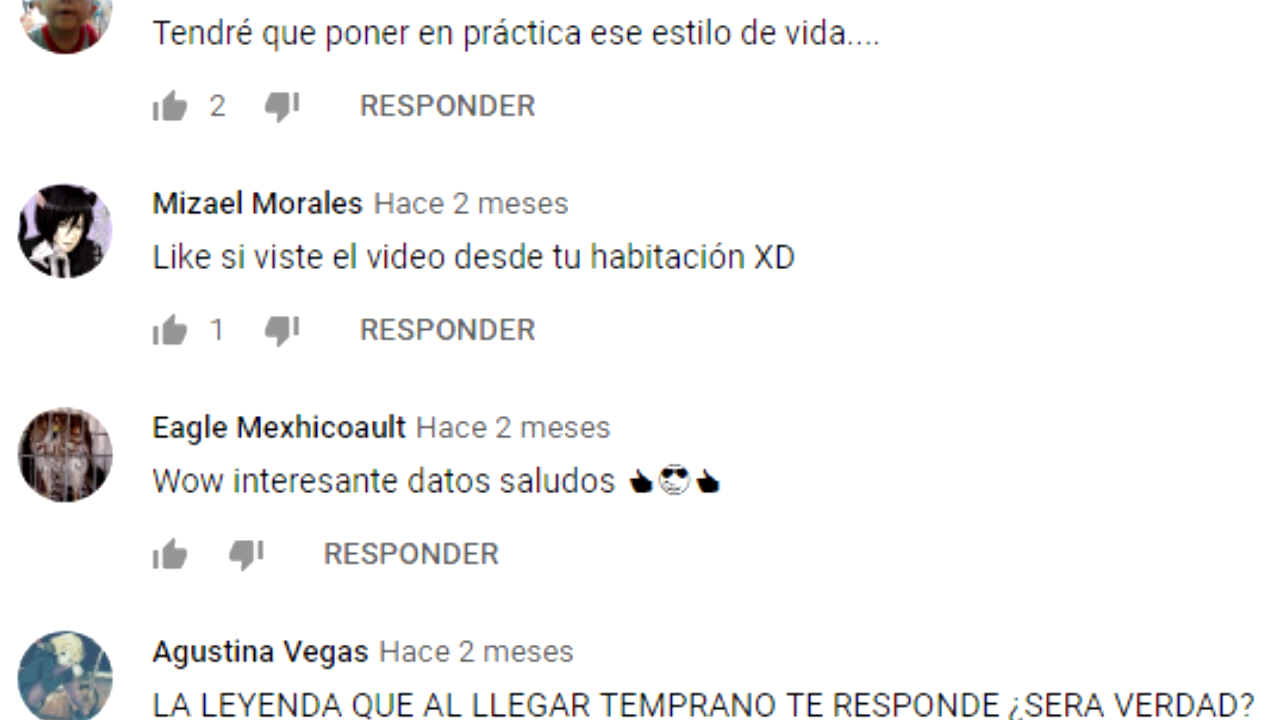 Tendré que poner en práctica ese estilo de vida....
2 RESPONDER
Mizael Morales Hace 2 meses
Like si viste el video desde tu habitación XD
1 RESPONDER
Eagle Mexhicoault Hace 2 meses
Wow interesante datos saludos 👍😎👍
RESPONDER
Agustina Vegas Hace 2 meses
LA LEYENDA QUE AL LLEGAR TEMPRANO TE RESPONDE ¿SERA VERDAD?